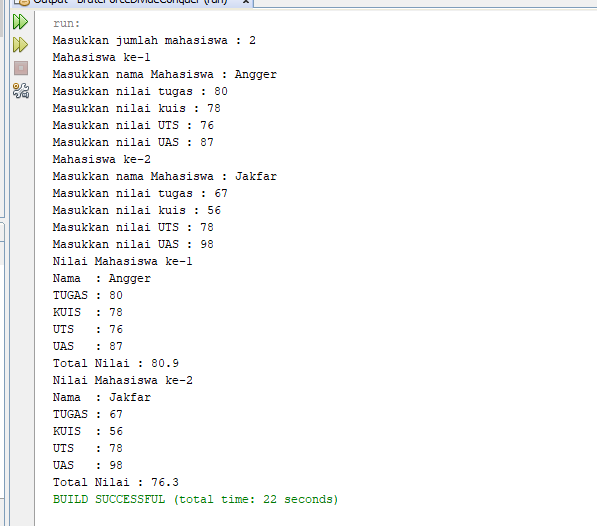 Output - BruteForceDivideConquer (run) x
run:
Masukkan jumlah mahasiswa : 2
Mahasiswa ke-1
Masukkan nama Mahasiswa : Angger
Masukkan nilai tugas : 80
Masukkan nilai kuis : 78
Masukkan nilai UTS : 76
Masukkan nilai UAS : 87
Mahasiswa ke-2
Masukkan nama Mahasiswa : Jakfar
Masukkan nilai tugas : 67
Masukkan nilai kuis : 56
Masukkan nilai UTS : 78
Masukkan nilai UAS : 98
Nilai Mahasiswa ke-1
Nama  : Angger
TUGAS : 80
KUIS  : 78
UTS   : 76
UAS   : 87
Total Nilai : 80.9
Nilai Mahasiswa ke-2
Nama  : Jakfar
TUGAS : 67
KUIS  : 56
UTS   : 78
UAS   : 98
Total Nilai : 76.3
BUILD SUCCESSFUL (total time: 22 seconds)